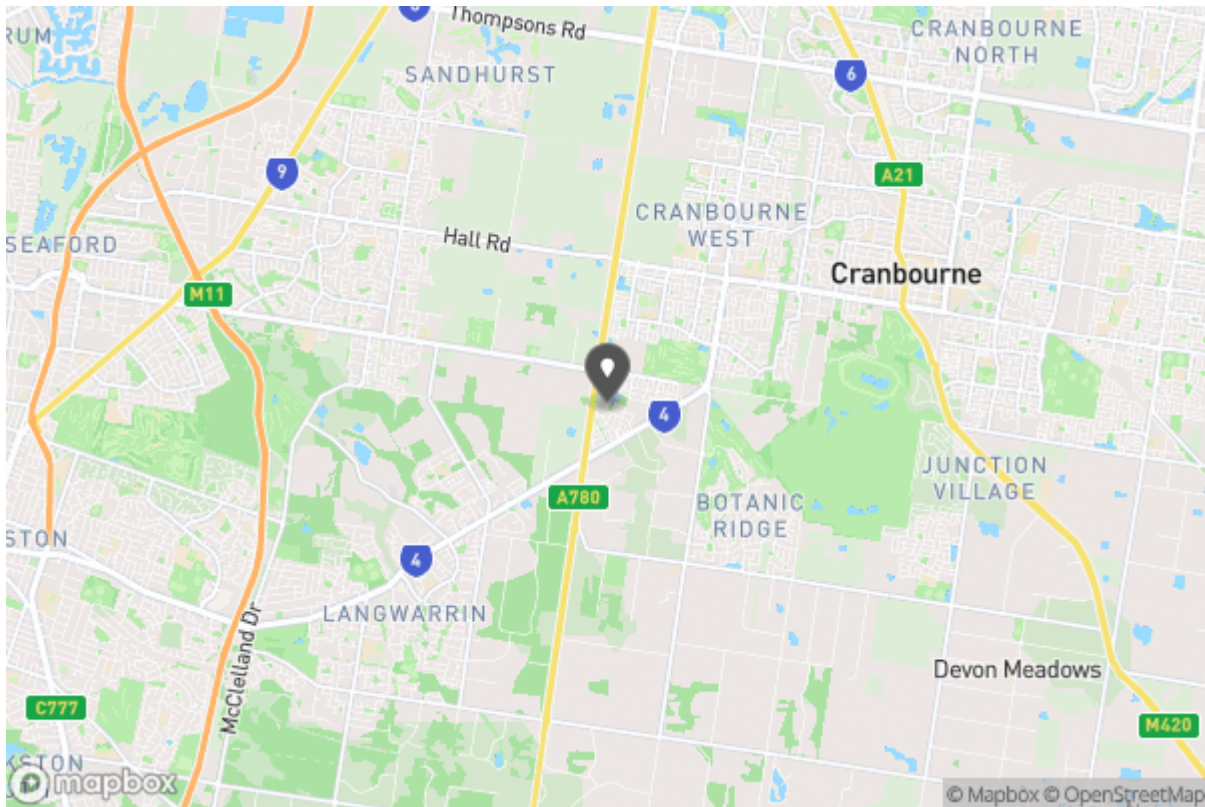 Thompsons Rd
RUM
CRANBOURNE
NORTH
SANDHURST
6
9
A21
CRANBOURNE
WEST
SEAFORD
Hall Rd
Cranbourne
M11
4
JUNCTION
VILLAGE
A780
BOTANIC
RIDGE
STON
4
LANGWARRIN
McClelland Dr
Devon Meadows
C777
M420
KSTON
mapbox
© Mapbox © OpenStreetMap